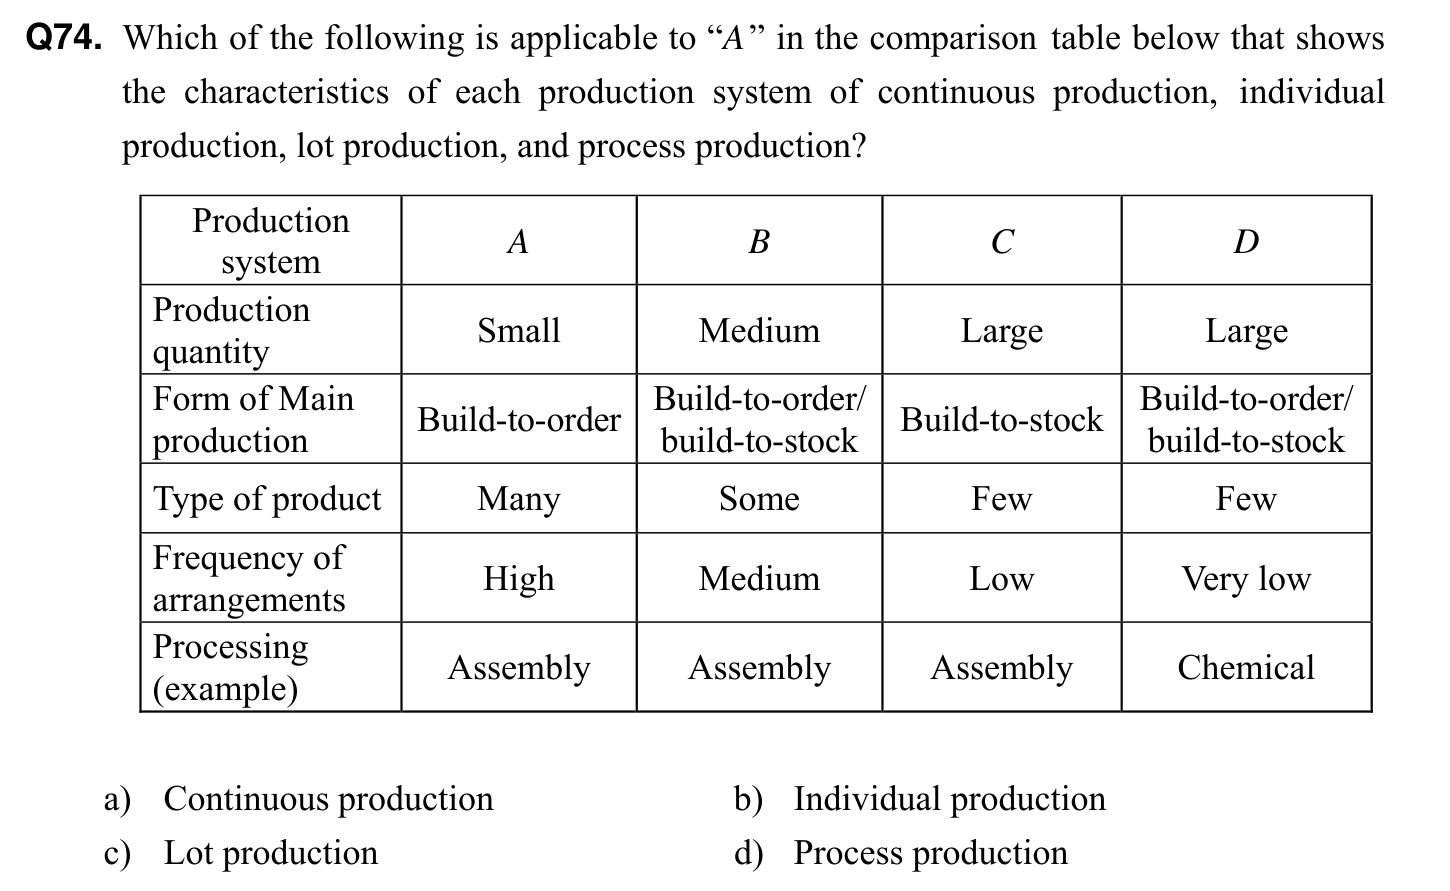 Q74. Which of the following is applicable to “A” in the comparison table below that shows
the characteristics of each production system of continuous production, individual
production, lot production, and process production?
Production
system
A
B
C
D
Production
quantity
Small
Medium
Large
Large
Form of Main
production
Build-to-order
Build-to-order/
build-to-stock
Build-to-stock
Build-to-order/
build-to-stock
Type of product
Many
Some
Few
Few
Frequency of
arrangements
High
Medium
Low
Very low
Processing
(example)
Assembly
Assembly
Assembly
Chemical
a) Continuous production
b) Individual production
c) Lot production
d) Process production